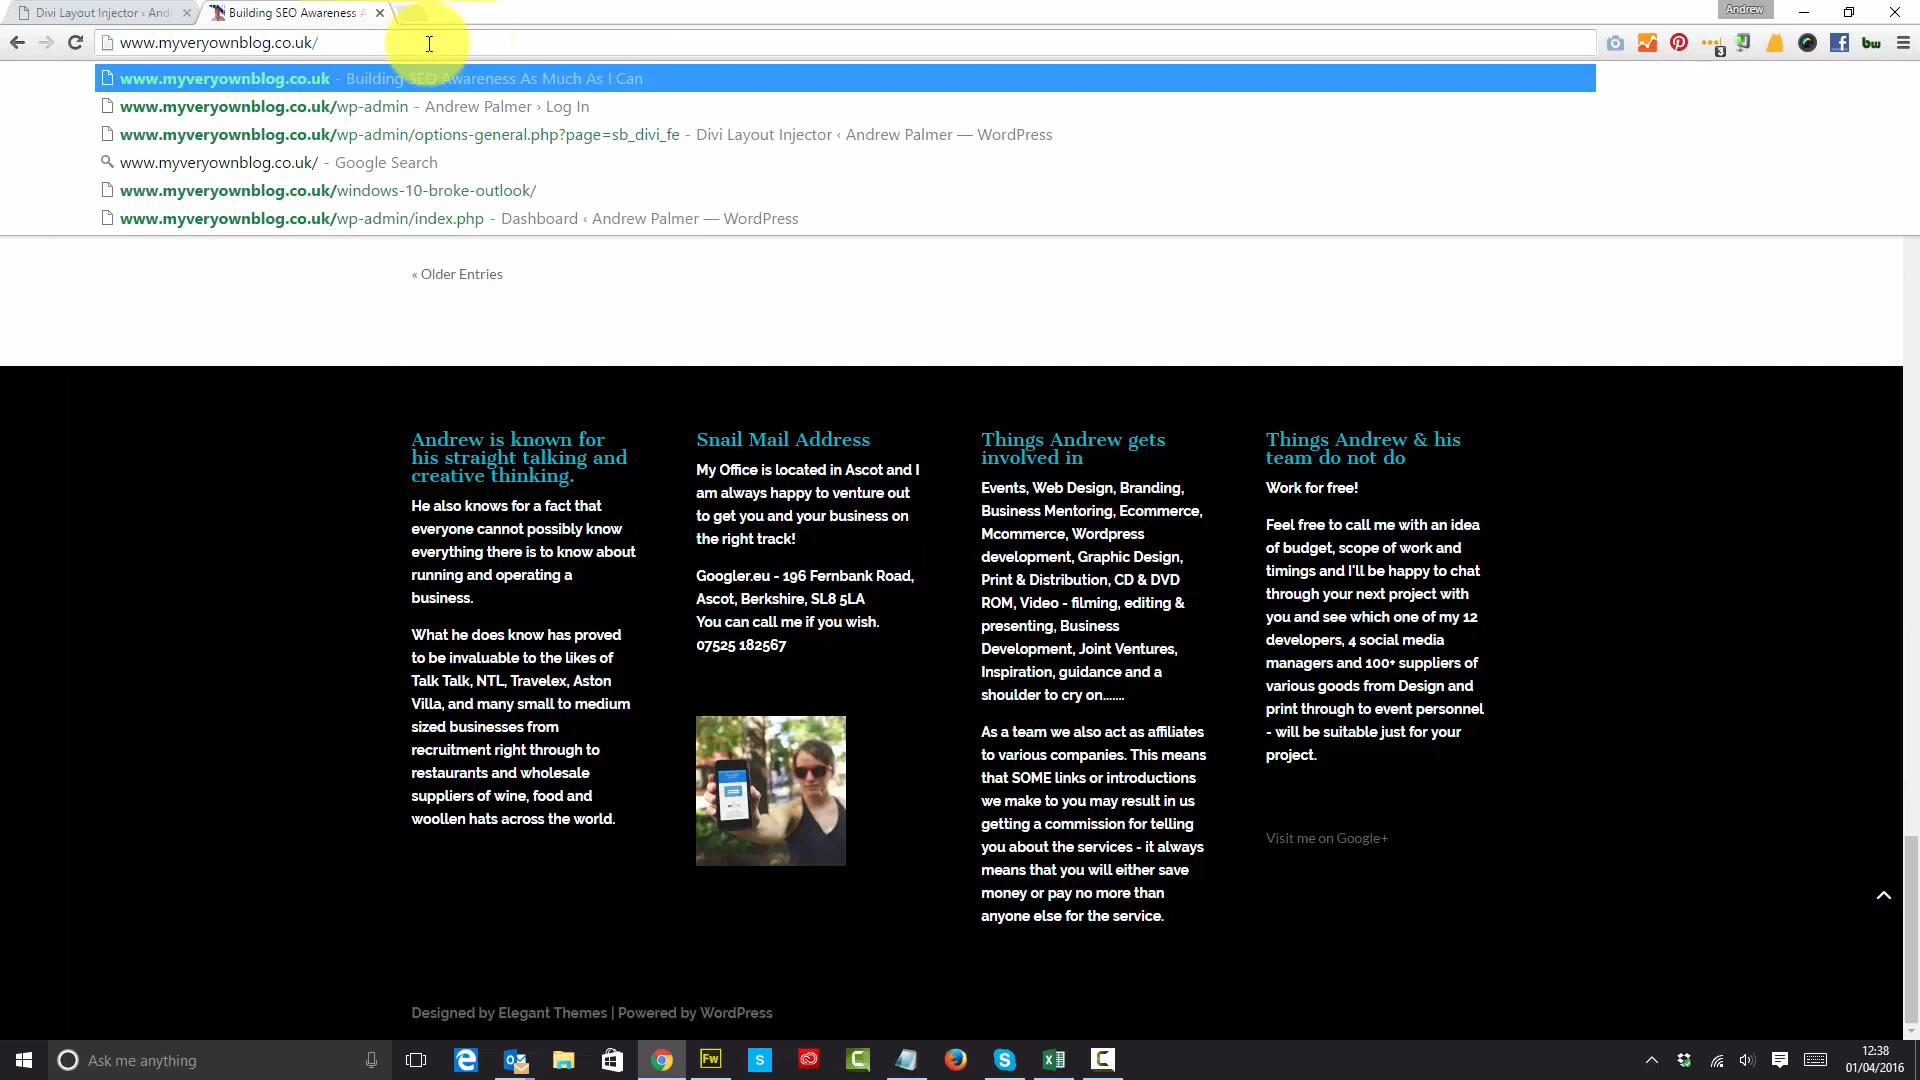 Divi Layout Injector ‹ And
Building SEO Awareness A
Andrew
www.myveryownblog.co.uk/
3
bw
www.myveryownblog.co.uk - Building SEO Awareness As Much As I Can
www.myveryownblog.co.uk/wp-admin - Andrew Palmer › Log In
www.myveryownblog.co.uk/wp-admin/options-general.php?page=sb_divi_fe - Divi Layout Injector ‹ Andrew Palmer — WordPress
www.myveryownblog.co.uk/ - Google Search
www.myveryownblog.co.uk/windows-10-broke-outlook/
www.myveryownblog.co.uk/wp-admin/index.php - Dashboard ‹ Andrew Palmer — WordPress
« Older Entries
Andrew is known for
his straight talking and
creative thinking.
He also knows for a fact that
everyone cannot possibly know
everything there is to know about
running and operating a
business.
What he does know has proved
to be invaluable to the likes of
Talk Talk, NTL, Travelex, Aston
Villa, and many small to medium
sized businesses from
recruitment right through to
restaurants and wholesale
suppliers of wine, food and
woollen hats across the world.
Snail Mail Address
My Office is located in Ascot and I
am always happy to venture out
to get you and your business on
the right track!
Googler.eu - 196 Fernbank Road,
Ascot, Berkshire, SL8 5LA
You can call me if you wish.
07525 182567
Things Andrew gets
involved in
Events, Web Design, Branding,
Business Mentoring, Ecommerce,
Mcommerce, Wordpress
development, Graphic Design,
Print & Distribution, CD & DVD
ROM, Video - filming, editing &
presenting, Business
Development, Joint Ventures,
Inspiration, guidance and a
shoulder to cry on.......
As a team we also act as affiliates
to various companies. This means
that SOME links or introductions
we make to you may result in us
getting a commission for telling
you about the services - it always
means that you will either save
money or pay no more than
anyone else for the service.
Things Andrew & his
team do not do
Work for free!
Feel free to call me with an idea
of budget, scope of work and
timings and I'll be happy to chat
through your next project with
you and see which one of my 12
developers, 4 social media
managers and 100+ suppliers of
various goods from Design and
print through to event personnel
- will be suitable just for your
project.
Visit me on Google+
Designed by Elegant Themes | Powered by WordPress
Ask me anything
Fw
12:38
01/04/2016